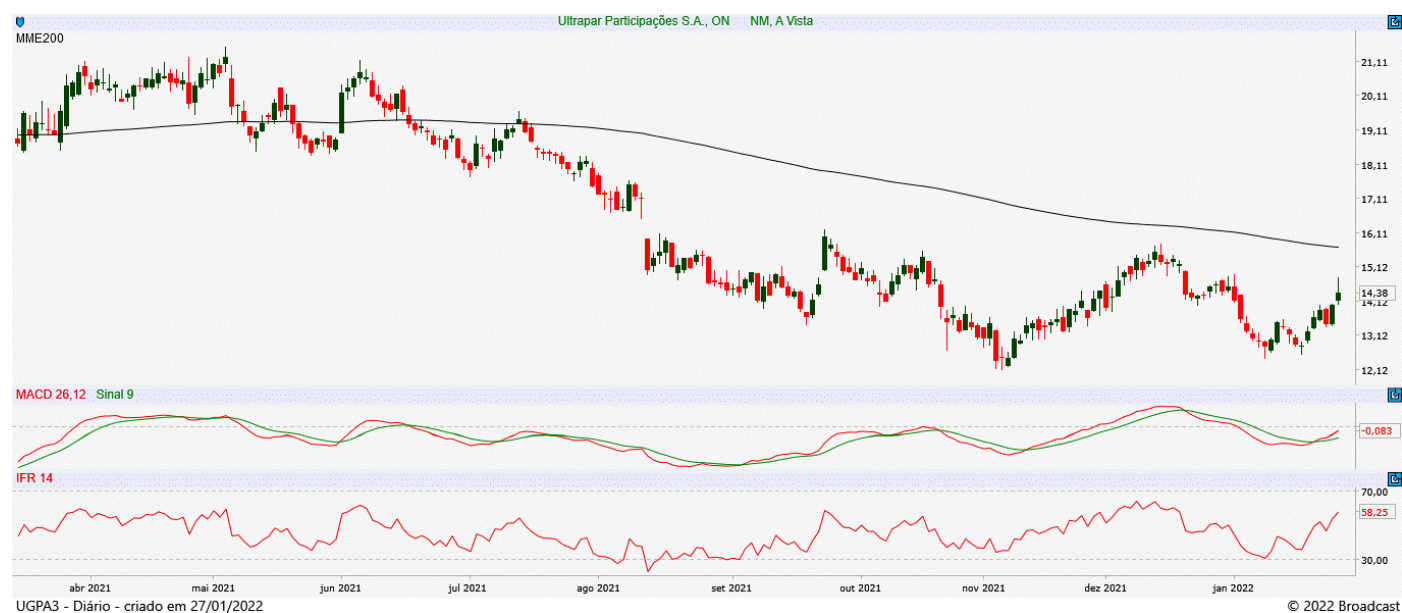 Ultrapar Participações S.A., ON NM, A Vista
MME200
21,11
20,11
19,11
18,11
17,11
16,11
15,12
14,38
14,12
13,12
12,12
MACD 26,12 Sinal 9
-0,083
IFR 14
70,00
58,25
30,00
abr 2021 mai 2021 jun 2021 jul 2021 ago 2021 set 2021 out 2021 nov 2021 dez 2021 jan 2022
UGPA3 - Diário - criado em 27/01/2022 © 2022 Broadcast